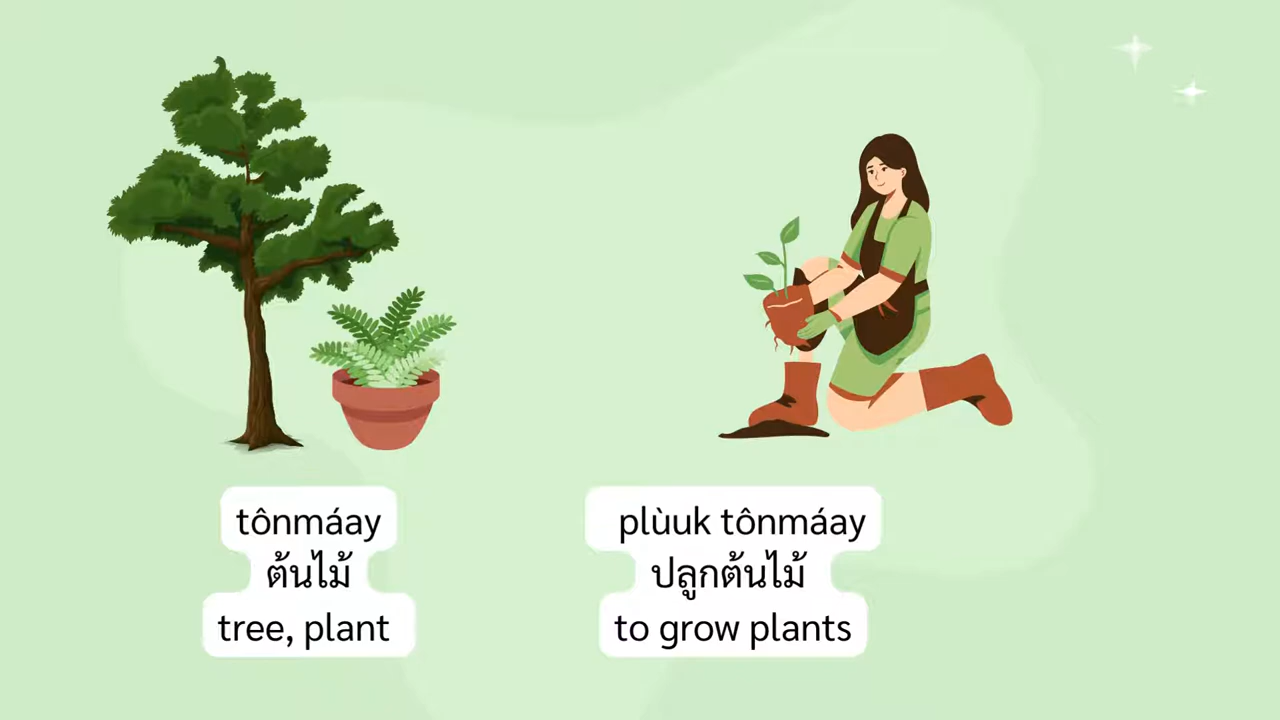 tônmáay
ต้นไม้
tree, plant
plùuk tônmáay
ปลูกต้นไม้
to grow plants